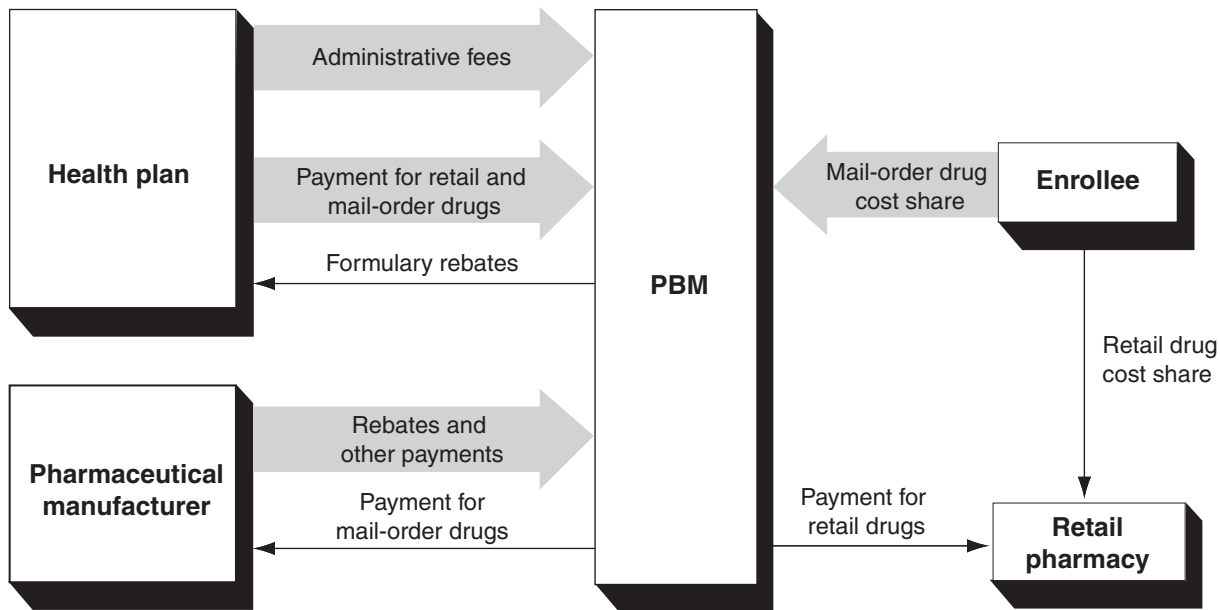 Administrative fees
Health plan
Payment for retail and
mail-order drugs
Formulary rebates
PBM
Mail-order drug
cost share
Enrollee
Retail drug
cost share
Pharmaceutical
manufacturer
Rebates and
other payments
Payment for
mail-order drugs
Payment for
retail drugs
Retail
pharmacy